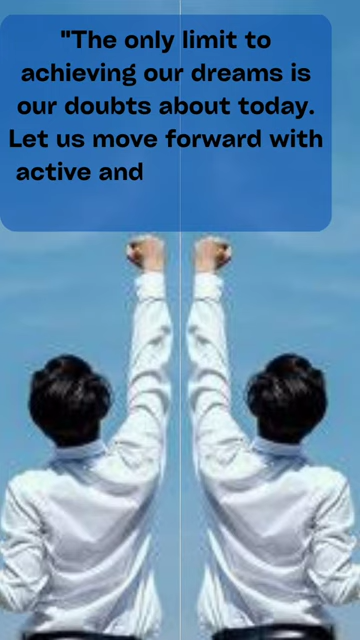 "The only limit to
achieving our dreams is
our doubts about today.
Let us move forward with
active and